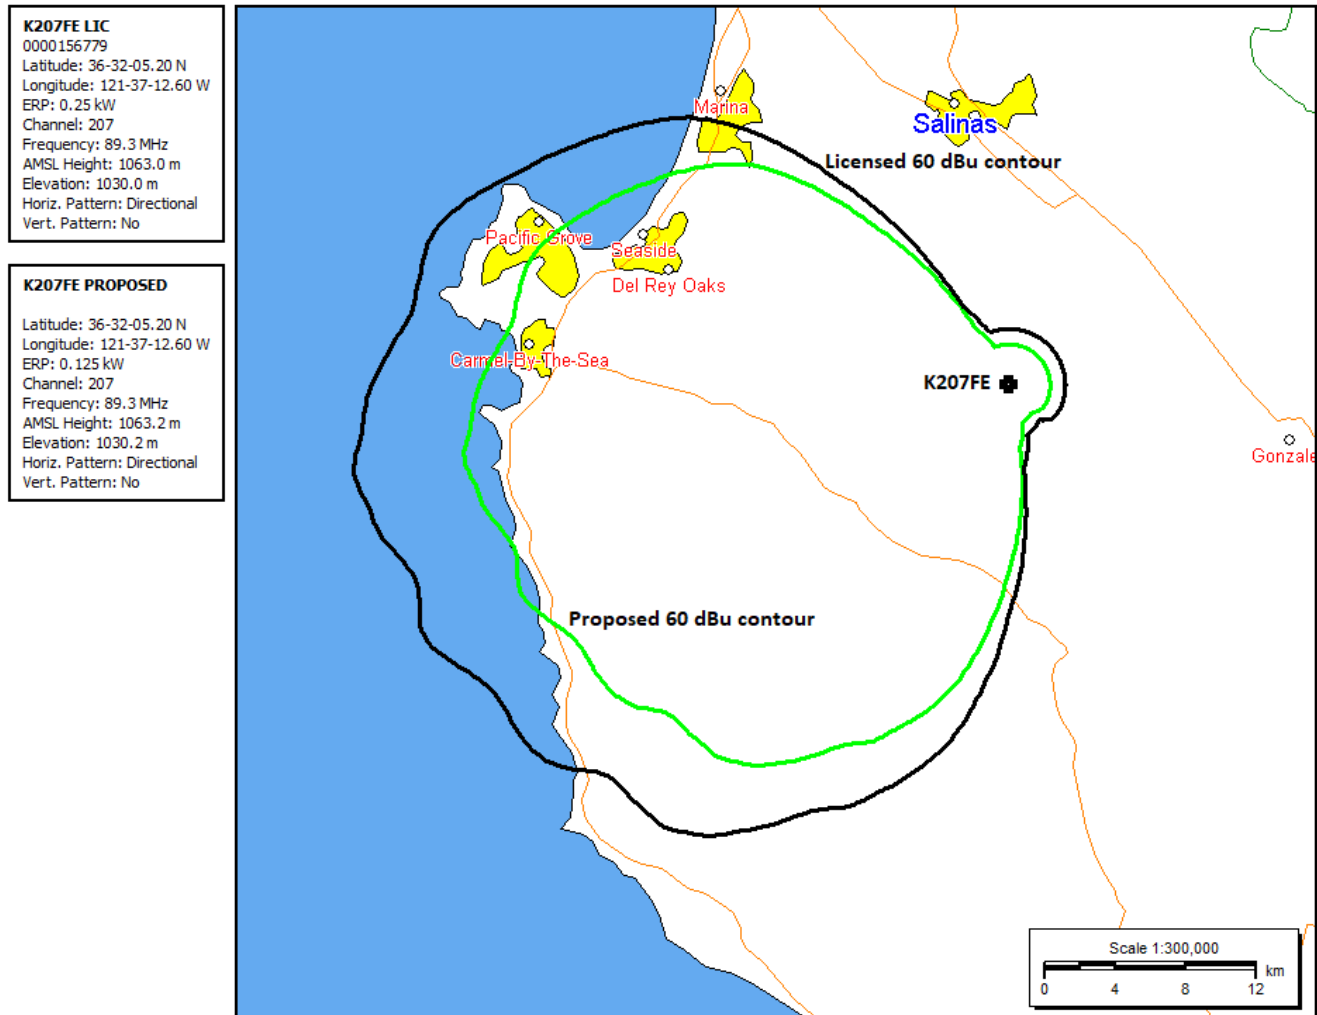 K207FE LIC
0000156779
Latitude: 36-32-05.20 N
Longitude: 121-37-12.60 W
ERP: 0.25 kW
Channel: 207
Frequency: 89.3 MHz
AMSL Height: 1063.0 m
Elevation: 1030.0 m
Horiz. Pattern: Directional
Vert. Pattern: No
K207FE PROPOSED
Latitude: 36-32-05.20 N
Longitude: 121-37-12.60 W
ERP: 0.125 kW
Channel: 207
Frequency: 89.3 MHz
AMSL Height: 1063.2 m
Elevation: 1030.2 m
Horiz. Pattern: Directional
Vert. Pattern: No
Marina
Salinas
Licensed 60 dBu contour
Pacific Grove
Seaside
Del Rey Oaks
Carmel-By-The-Sea
K207FE
Gonzale
Proposed 60 dBu contour
Scale 1:300,000
km
0 4 8 12